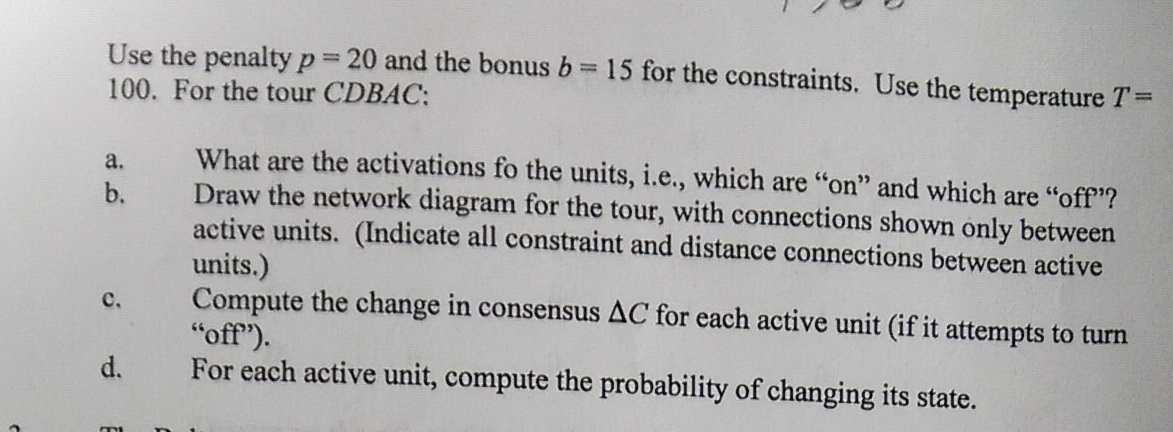 Use the penalty p = 20 and the bonus b = 15 for the constraints. Use the temperature T =
100. For the tour CDBAC:
a. What are the activations fo the units, i.e., which are “on” and which are “off”?
b. Draw the network diagram for the tour, with connections shown only between
active units. (Indicate all constraint and distance connections between active
units.)
c. Compute the change in consensus ΔC for each active unit (if it attempts to turn
“off”).
d. For each active unit, compute the probability of changing its state.